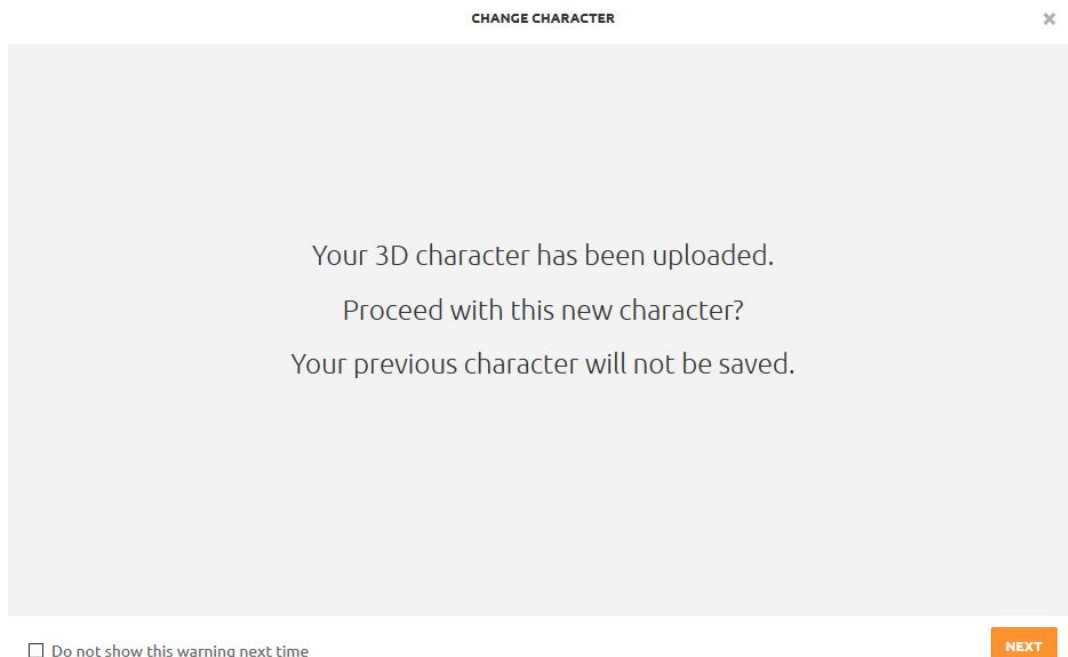 CHANGE CHARACTER
Your 3D character has been uploaded.
Proceed with this new character?
Your previous character will not be saved.
Do not show this warning next time
NEXT